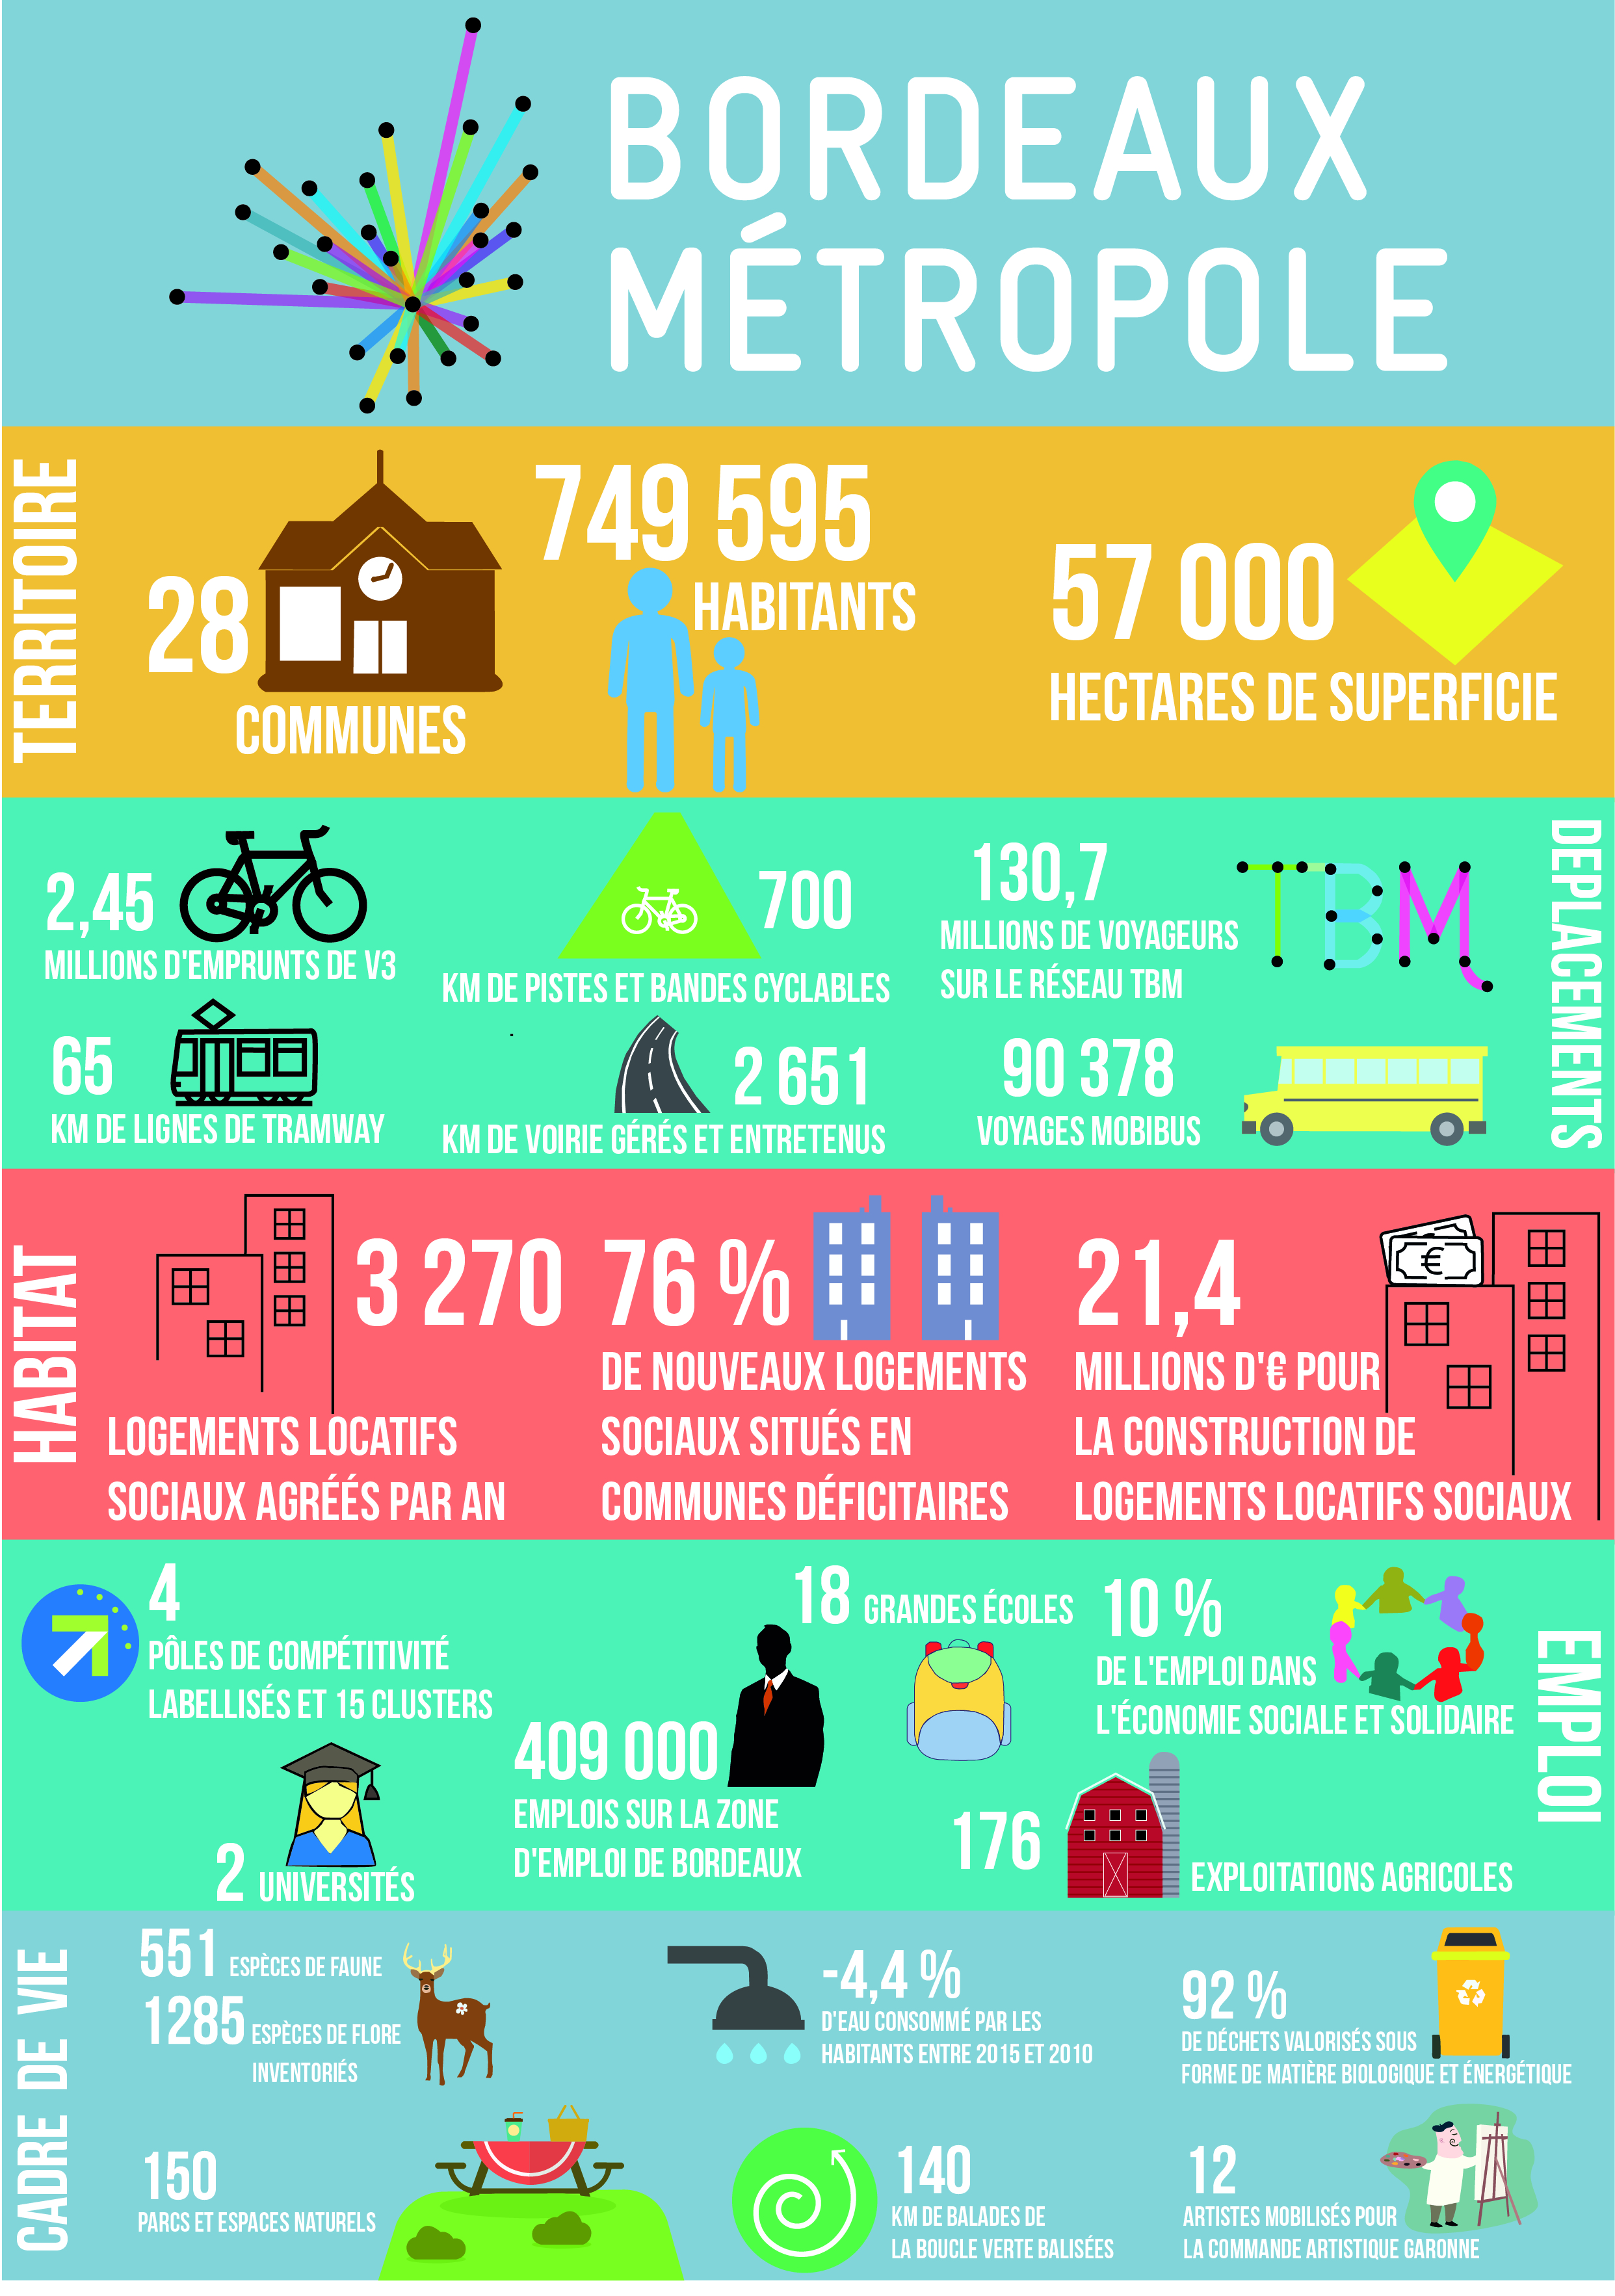 BORDEAUX
MÉTROPOLE
TERRITOIRE
28
COMMUNES
749 595
HABITANTS
57 000
HECTARES DE SUPERFICIE
DEPLACEMENTS
2,45
MILLIONS D'EMPRUNTS DE V3
700
KM DE PISTES ET BANDES CYCLABLES
130,7
MILLIONS DE VOYAGEURS
SUR LE RÉSEAU TBM
TBM
65
KM DE LIGNES DE TRAMWAY
2 651
KM DE VOIRIE GÉRÉS ET ENTRETENUS
90 378
VOYAGES MOBIBUS
HABITAT
3 270
LOGEMENTS LOCATIFS
SOCIAUX AGRÉÉS PAR AN
76 %
DE NOUVEAUX LOGEMENTS
SOCIAUX SITUÉS EN
COMMUNES DÉFICITAIRES
21,4
MILLIONS D'€ POUR
LA CONSTRUCTION DE
LOGEMENTS LOCATIFS SOCIAUX
€
EMPLOI
4
PÔLES DE COMPÉTITIVITÉ
LABELLISÉS ET 15 CLUSTERS
2 UNIVERSITÉS
409 000
EMPLOIS SUR LA ZONE
D'EMPLOI DE BORDEAUX
18 GRANDES ÉCOLES
10 %
DE L'EMPLOI DANS
L'ÉCONOMIE SOCIALE ET SOLIDAIRE
176
EXPLOITATIONS AGRICOLES
CADRE DE VIE
551 ESPÈCES DE FAUNE
1285 ESPÈCES DE FLORE
INVENTORIÉS
-4,4 %
D'EAU CONSOMMÉ PAR LES
HABITANTS ENTRE 2015 ET 2010
92 %
DE DÉCHETS VALORISÉS SOUS
FORME DE MATIÈRE BIOLOGIQUE ET ÉNERGÉTIQUE
150
PARCS ET ESPACES NATURELS
140
KM DE BALADES DE
LA BOUCLE VERTE BALISÉES
12
ARTISTES MOBILISÉS POUR
LA COMMANDE ARTISTIQUE GARONNE